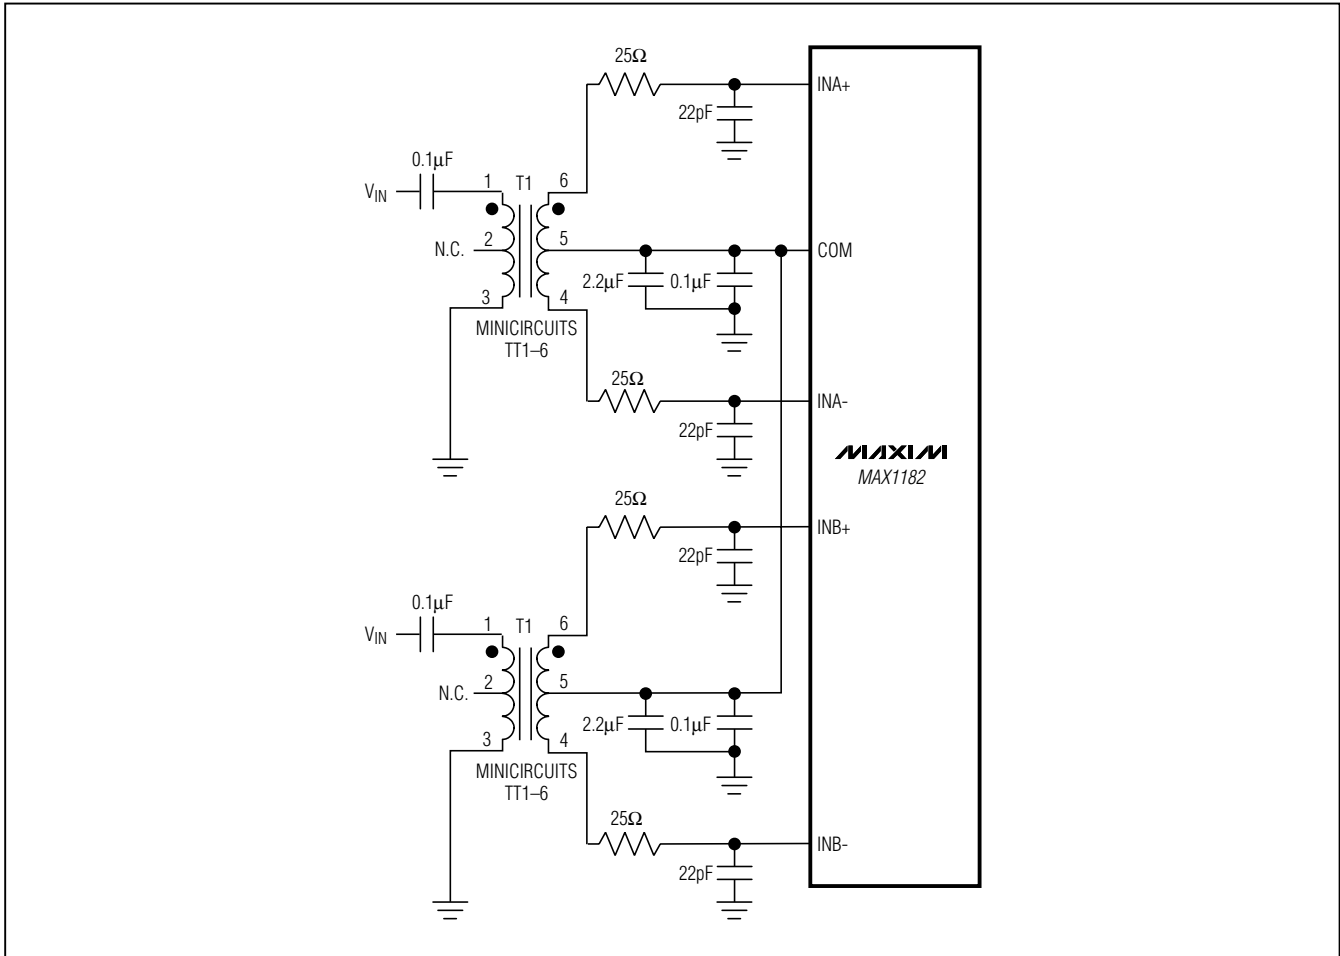 25Ω
INA+
22pF
0.1μF
VIN
1
T1
6
N.C.
2
5
COM
2.2μF
0.1μF
3
4
MINICIRCUITS
TT1–6
25Ω
INA-
22pF
MAXIM
MAX1182
25Ω
INB+
22pF
0.1μF
VIN
1
T1
6
N.C.
2
5
2.2μF
0.1μF
3
4
MINICIRCUITS
TT1–6
25Ω
INB-
22pF